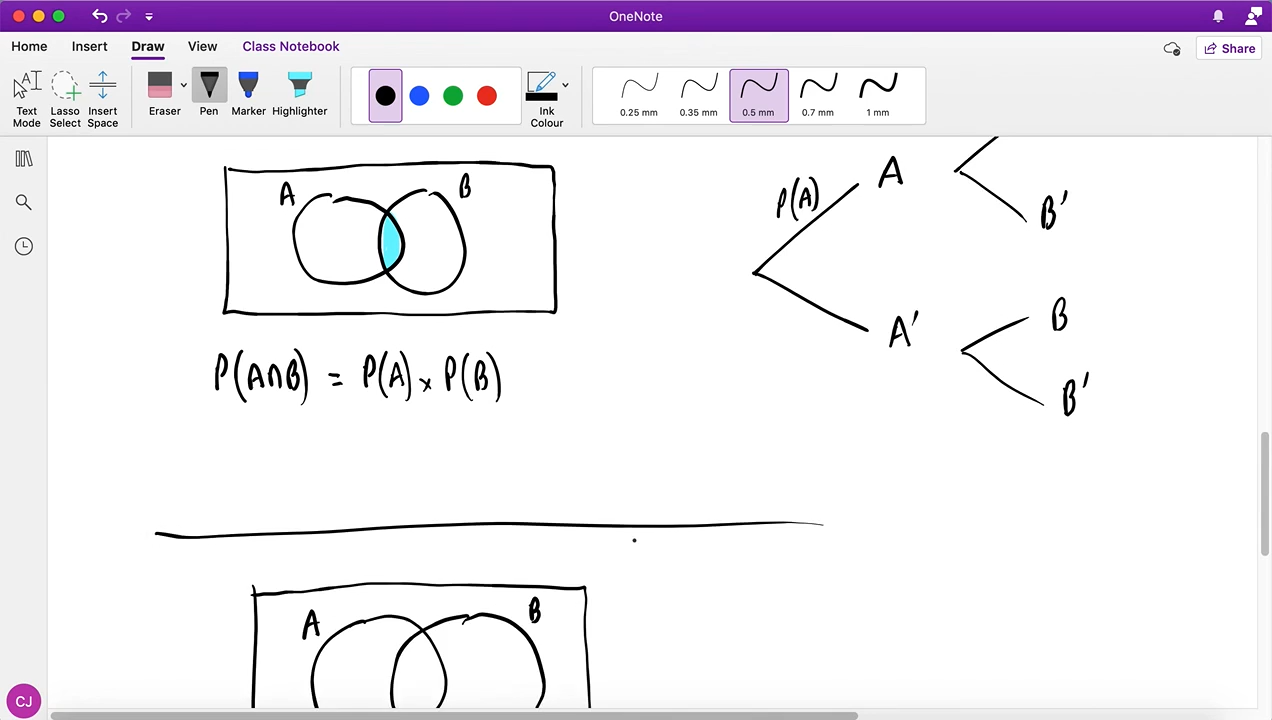 OneNote
Home Insert Draw View Class Notebook
Share
Text Mode
Lasso Select
Insert Space
Eraser
Pen
Marker
Highlighter
Ink Colour
0.25 mm
0.35 mm
0.5 mm
0.7 mm
1 mm
A B
P(A∩B) = P(A) × P(B)
P(A) A
B'
A' B
B'
A B
CJ